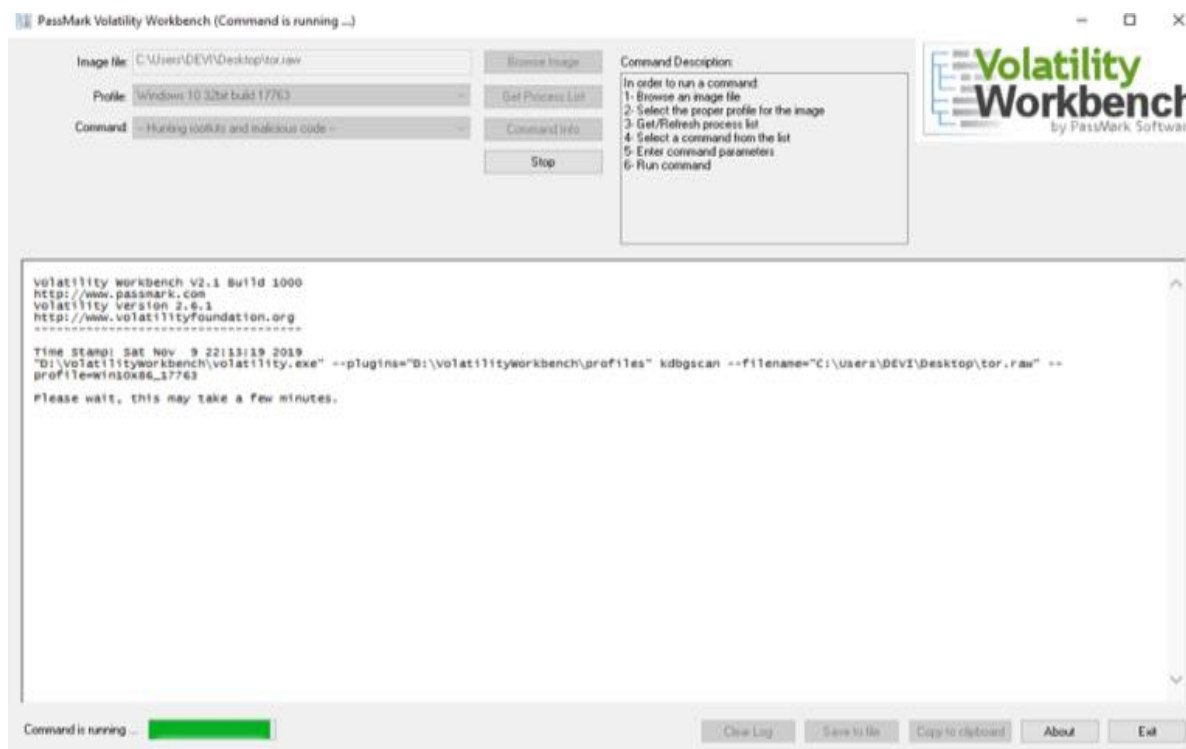 PassMark Volatility Workbench (Command is running ...)
Image file: C:\Users\DEVI\Desktop\tor.raw
Browse Image
Profile: Windows 10 32bit build 17763
Get Process List
Command: -- Hunting rootkits and malicious code --
Command Info
Stop
Command Description:
In order to run a command:
1- Browse an image file
2- Select the proper profile for the image
3- Get/Refresh process list
4- Select a command from the list
5- Enter command parameters
6- Run command
Volatility
Workbench
by PassMark Softwar
Volatility Workbench V2.1 Build 1000
http://www.passmark.com
Volatility Version 2.6.1
http://www.volatilityfoundation.org
===================================
Time Stamp: Sat Nov 9 22:13:19 2019
"D:\VolatilityWorkbench\volatility.exe" --plugins="D:\VolatilityWorkbench\profiles" kdbgscan --filename="C:\Users\DEVI\Desktop\tor.raw" --
profile=Win10x86_17763
Please wait, this may take a few minutes.
Command is running ...
Clear Log
Save to file
Copy to clipboard
About
Exit